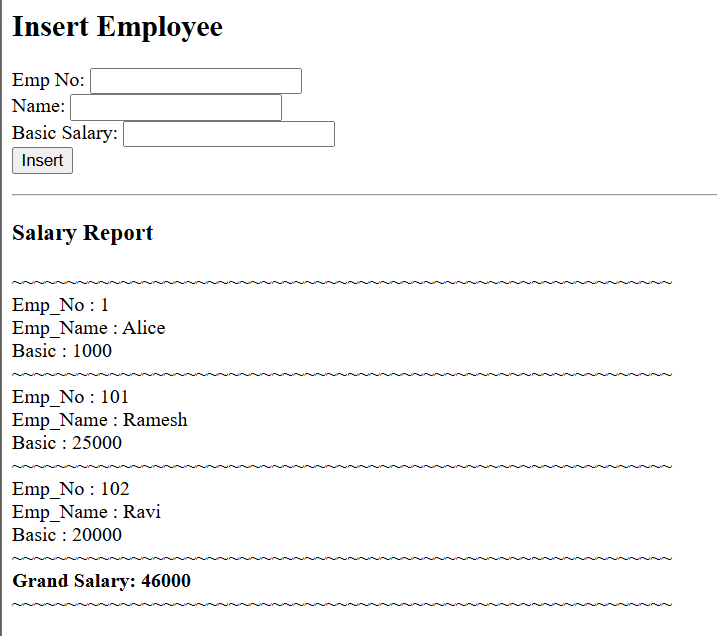 Insert Employee
Emp No:
Name:
Basic Salary:
Insert
Salary Report
~~~~~~~~~~~~~~~~~~~~~~~~~~~~~~~~~~~~~~~~~~~~~~~~~~~~~~~~~~~~~
Emp_No : 1
Emp_Name : Alice
Basic : 1000
~~~~~~~~~~~~~~~~~~~~~~~~~~~~~~~~~~~~~~~~~~~~~~~~~~~~~~~~~~~~~
Emp_No : 101
Emp_Name : Ramesh
Basic : 25000
~~~~~~~~~~~~~~~~~~~~~~~~~~~~~~~~~~~~~~~~~~~~~~~~~~~~~~~~~~~~~
Emp_No : 102
Emp_Name : Ravi
Basic : 20000
~~~~~~~~~~~~~~~~~~~~~~~~~~~~~~~~~~~~~~~~~~~~~~~~~~~~~~~~~~~~~
Grand Salary: 46000
~~~~~~~~~~~~~~~~~~~~~~~~~~~~~~~~~~~~~~~~~~~~~~~~~~~~~~~~~~~~~